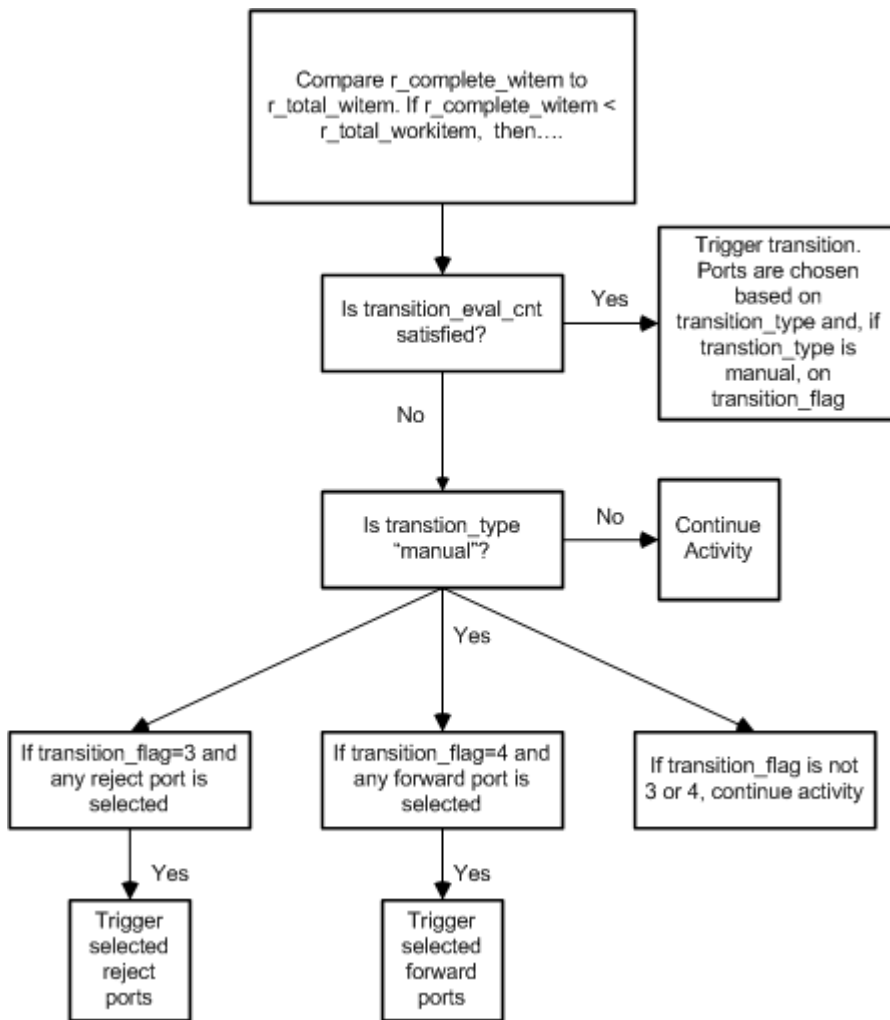 Compare r_complete_witem to
r_total_witem. If r_complete_witem <
r_total_workitem, then....
Is transition_eval_cnt
satisfied?
Yes
Trigger transition.
Ports are chosen
based on
transition_type and, if
transtion_type is
manual, on
transition_flag
No
Is transtion_type
“manual”?
No
Continue
Activity
Yes
If transition_flag=3 and
any reject port is
selected
If transition_flag=4 and
any forward port is
selected
If transition_flag is not
3 or 4, continue activity
Yes
Yes
Trigger
selected
reject
ports
Trigger
selected
forward
ports